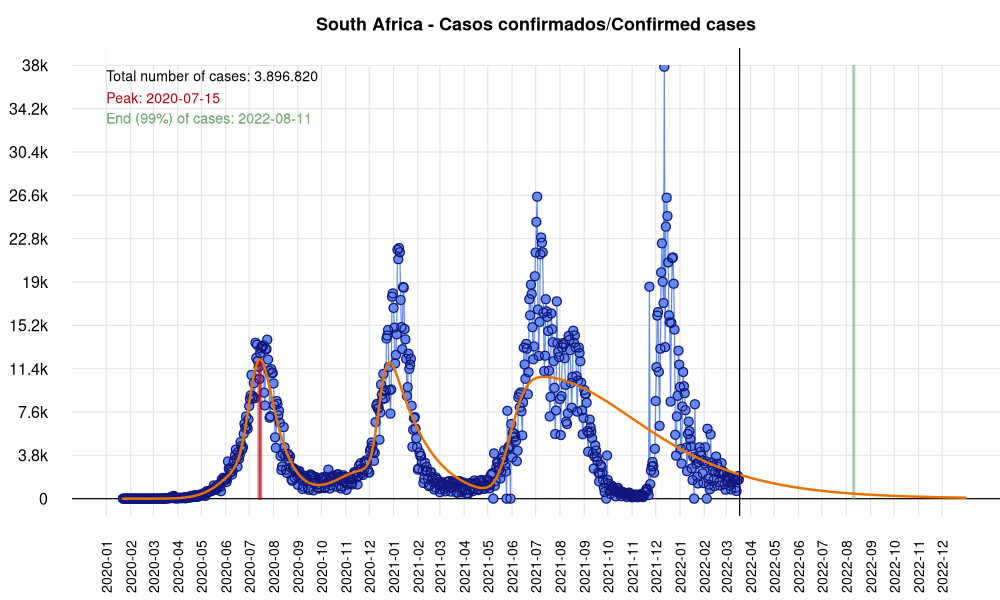 South Africa - Casos confirmados/Confirmed cases
38k
34.2k
30.4k
26.6k
22.8k
19k
15.2k
11.4k
7.6k
3.8k
0
Total number of cases: 3.896.820
Peak: 2020-07-15
End (99%) of cases: 2022-08-11
2020-01
2020-02
2020-03
2020-04
2020-05
2020-06
2020-07
2020-08
2020-09
2020-10
2020-11
2020-12
2021-01
2021-02
2021-03
2021-04
2021-05
2021-06
2021-07
2021-08
2021-09
2021-10
2021-11
2021-12
2022-01
2022-02
2022-03
2022-04
2022-05
2022-06
2022-07
2022-08
2022-09
2022-10
2022-11
2022-12